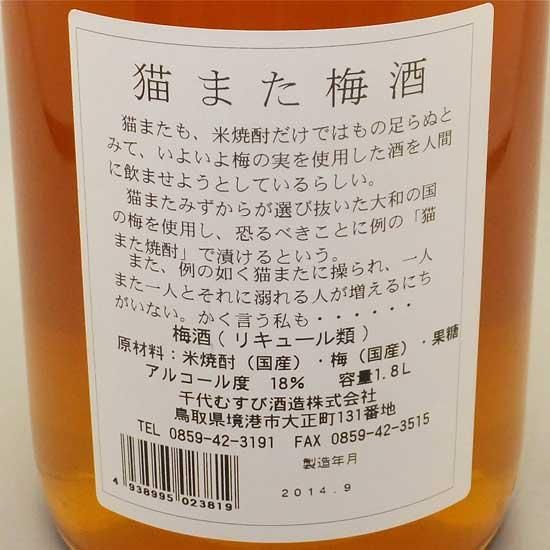 猫また梅酒
猫またも、米焼酎だけではもの足らぬと
みて、いよいよ梅の実を使用した酒を人間
に飲ませようとしているらしい。
猫またみずからが選び抜いた大和の国
の梅を使用し、恐るべきことに例の「猫
また焼酎」で漬けるという。
また、例の如く猫またに操られ、一人
また一人とそれに溺れる人が増えるにち
がいない。かく言う私も・・・・・・
梅酒(リキュール類)
原材料:米焼酎(国産)・梅(国産)・果糖
アルコール度 18% 容量1.8L
千代むすび酒造株式会社
鳥取県境港市大正町131番地
TEL 0859-42-3191 FAX 0859-42-3515
製造年月
2014.9
4 938995 023819